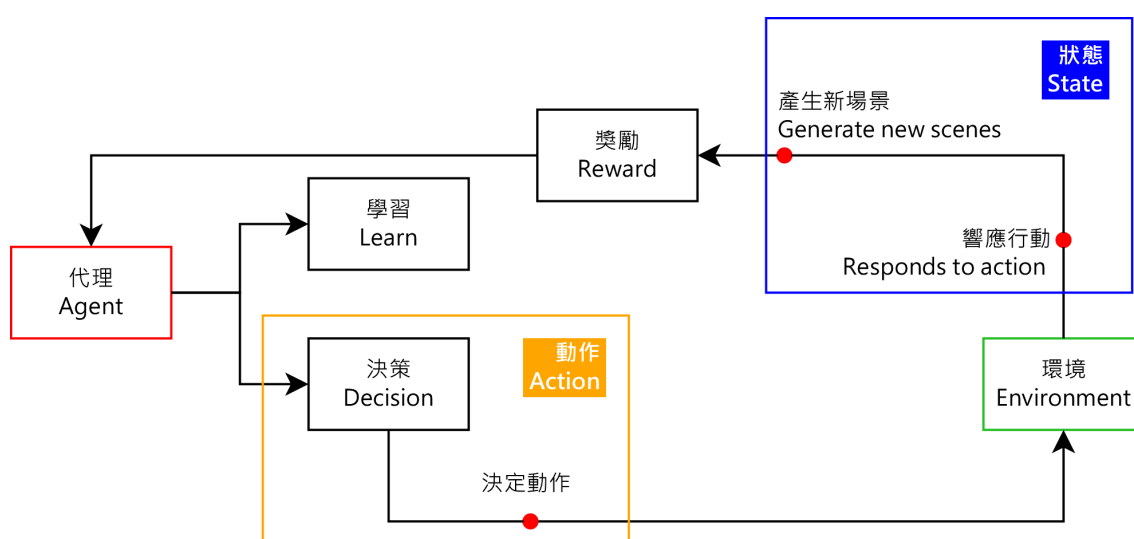 狀態
State
產生新場景
Generate new scenes
獎勵
Reward
學習
Learn
響應行動
Responds to action
代理
Agent
動作
Action
決策
Decision
環境
Environment
決定動作